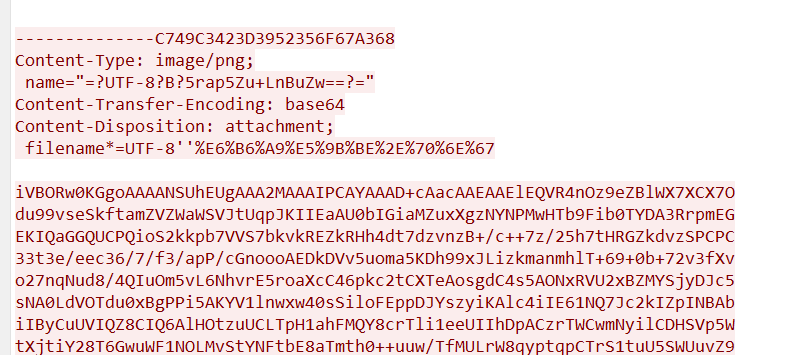 --------------C749C3423D3952356F67A368
Content-Type: image/png;
 name="=?UTF-8?B?5rap5Zu+LnBuZw==?="
Content-Transfer-Encoding: base64
Content-Disposition: attachment;
 filename*=UTF-8''%E6%B6%A9%E5%9B%BE%2E%70%6E%67

iVBORw0KGgoAAAANSUhEUgAAA2MAAAIPCAYAAAD+cAacAAEAAElEQVR4nOz9eZBlWX7XCX7O
du99vseSkftamZVZWaWSVJtUqpJKIIEaAU0bIGiaMZuxXgzNYNPMwHTb9Fib0TYDA3RrpmEG
EKIQaGGQUCPQioS2kkpb7VVS7bkvkREZkRHh4dt7dzvnzB+/c++7z/25h7tHRGZkdvzSPCPC
33t3e+eec36/7/f3/apP/cGnoooAEDkDVv5uoma5KDh99xJLizkmanmhlT+69+0b+72v3fXv
o27nqNud8/4QIuOm5vL6NhvrE5roaXxC46pkc2tCXTeAosgdC4s5AONxRVU2xBZMYSjyDJc5
sNA0LdVOTdu0xBgPPi5AKYV1lnwxw40sSiloFEppDJYszyiKAlc4iIE61NQ7Jc2kIZpINBAb
iIByCuUVIQZ8CIQ6AlHOtzuUCLTpH1ahFMQY8crTli1eeUIIhDpACzrTWCwmNyilCDHSVp5W
tXjtiY28T6GwuWF1NOLMvStYNFtbE8aTmth0++uuw/TfMULrW8qyptqpCTrS1tuU5SWUuvZ9